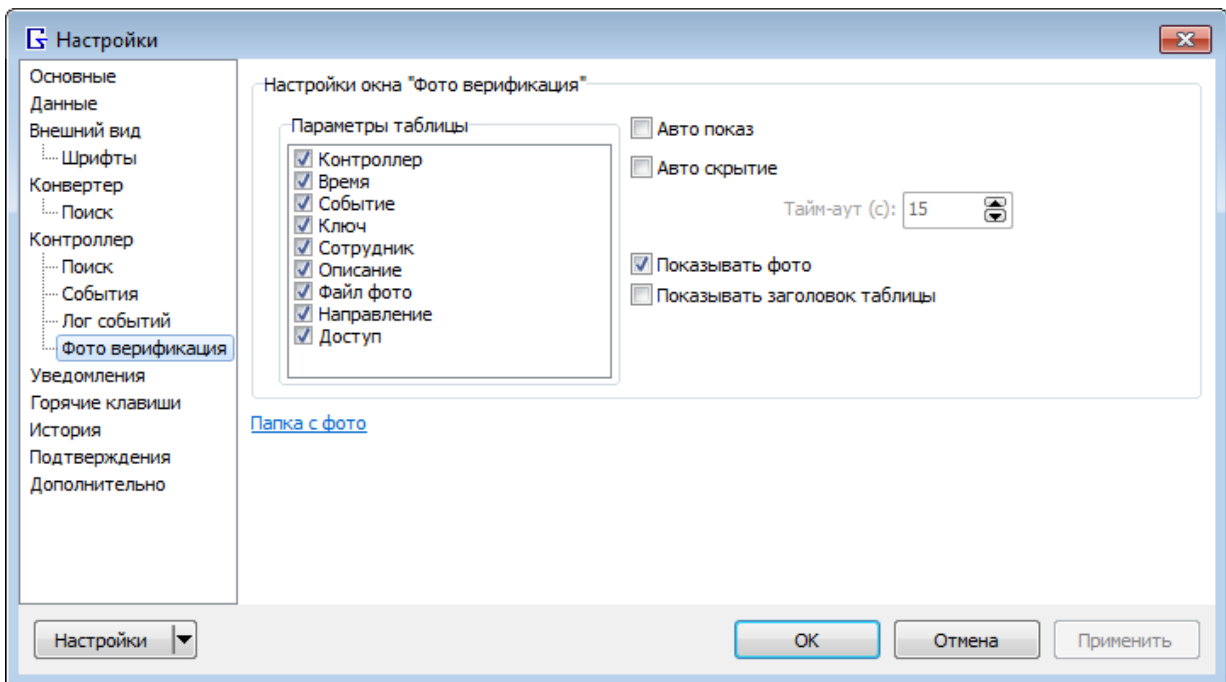 Настройки
Основные
Данные
Внешний вид
Шрифты
Конвертер
Поиск
Контроллер
Поиск
События
Лог событий
Фото верификация
Уведомления
Горячие клавиши
История
Подтверждения
Дополнительно
Настройки окна "Фото верификация"
Параметры таблицы
Контроллер
Время
Событие
Ключ
Сотрудник
Описание
Файл фото
Направление
Доступ
Авто показ
Авто скрытие
Тайм-аут (с): 15
Показывать фото
Показывать заголовок таблицы
Папка с фото
Настройки
OK
Отмена
Применить